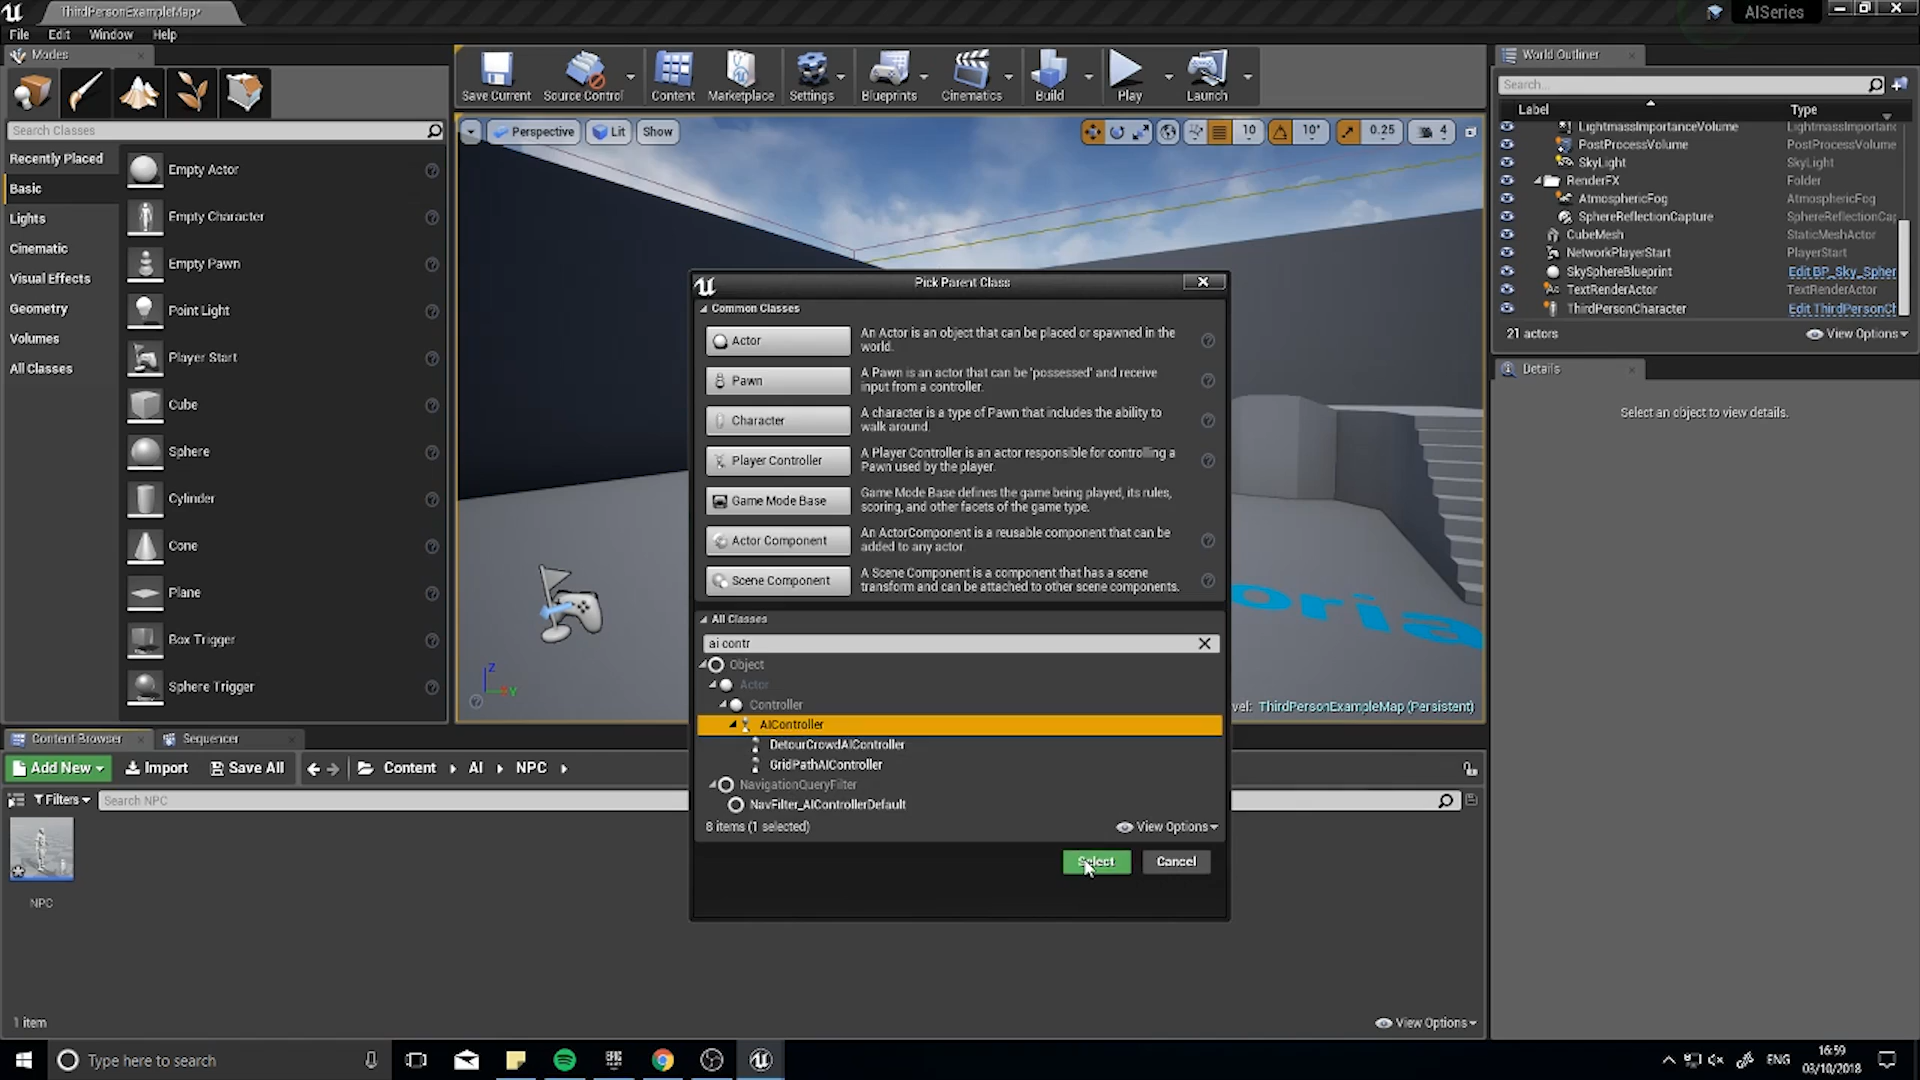 ThirdPersonExampleMap*
AISeries
File Edit Window Help
Modes
World Outliner
Save Current
Source Control
Content
Marketplace
Settings
Blueprints
Cinematics
Build
Play
Launch
Search...
Label
Type
Search Classes
Perspective
Lit
Show
10
10°
0.25
4
Recently Placed
Basic
Lights
Cinematic
Visual Effects
Geometry
Volumes
All Classes
Empty Actor
Empty Character
Empty Pawn
Point Light
Player Start
Cube
Sphere
Cylinder
Cone
Plane
Box Trigger
Sphere Trigger
LightmassImportanceVolume LightmassImportanc
PostProcessVolume PostProcessVolume
SkyLight SkyLight
RenderFX Folder
AtmosphericFog AtmosphericFog
SphereReflectionCapture SphereReflectionCap
CubeMesh StaticMeshActor
NetworkPlayerStart PlayerStart
SkySphereBlueprint Edit BP_Sky_Spher
TextRenderActor TextRenderActor
ThirdPersonCharacter Edit ThirdPersonCh
21 actors
View Options
Details
Select an object to view details.
Pick Parent Class
Common Classes
Actor
An Actor is an object that can be placed or spawned in the
world.
Pawn
A Pawn is an actor that can be 'possessed' and receive
input from a controller.
Character
A character is a type of Pawn that includes the ability to
walk around.
Player Controller
A Player Controller is an actor responsible for controlling a
Pawn used by the player.
Game Mode Base
Game Mode Base defines the game being played, its rules,
scoring, and other facets of the game type.
Actor Component
An ActorComponent is a reusable component that can be
added to any actor.
Scene Component
A Scene Component is a component that has a scene
transform and can be attached to other scene components.
All Classes
ai contr
Object
Actor
Controller
AIController
DetourCrowdAIController
GridPathAIController
NavigationQueryFilter
NavFilter_AIControllerDefault
8 items (1 selected)
View Options
Select
Cancel
oria
Z
Y
vel: ThirdPersonExampleMap (Persistent)
Content Browser
Sequencer
Add New
Import
Save All
Content
AI
NPC
Filters
Search NPC
NPC
1 item
View Options
Type here to search
ENG
16:59
03/10/2018